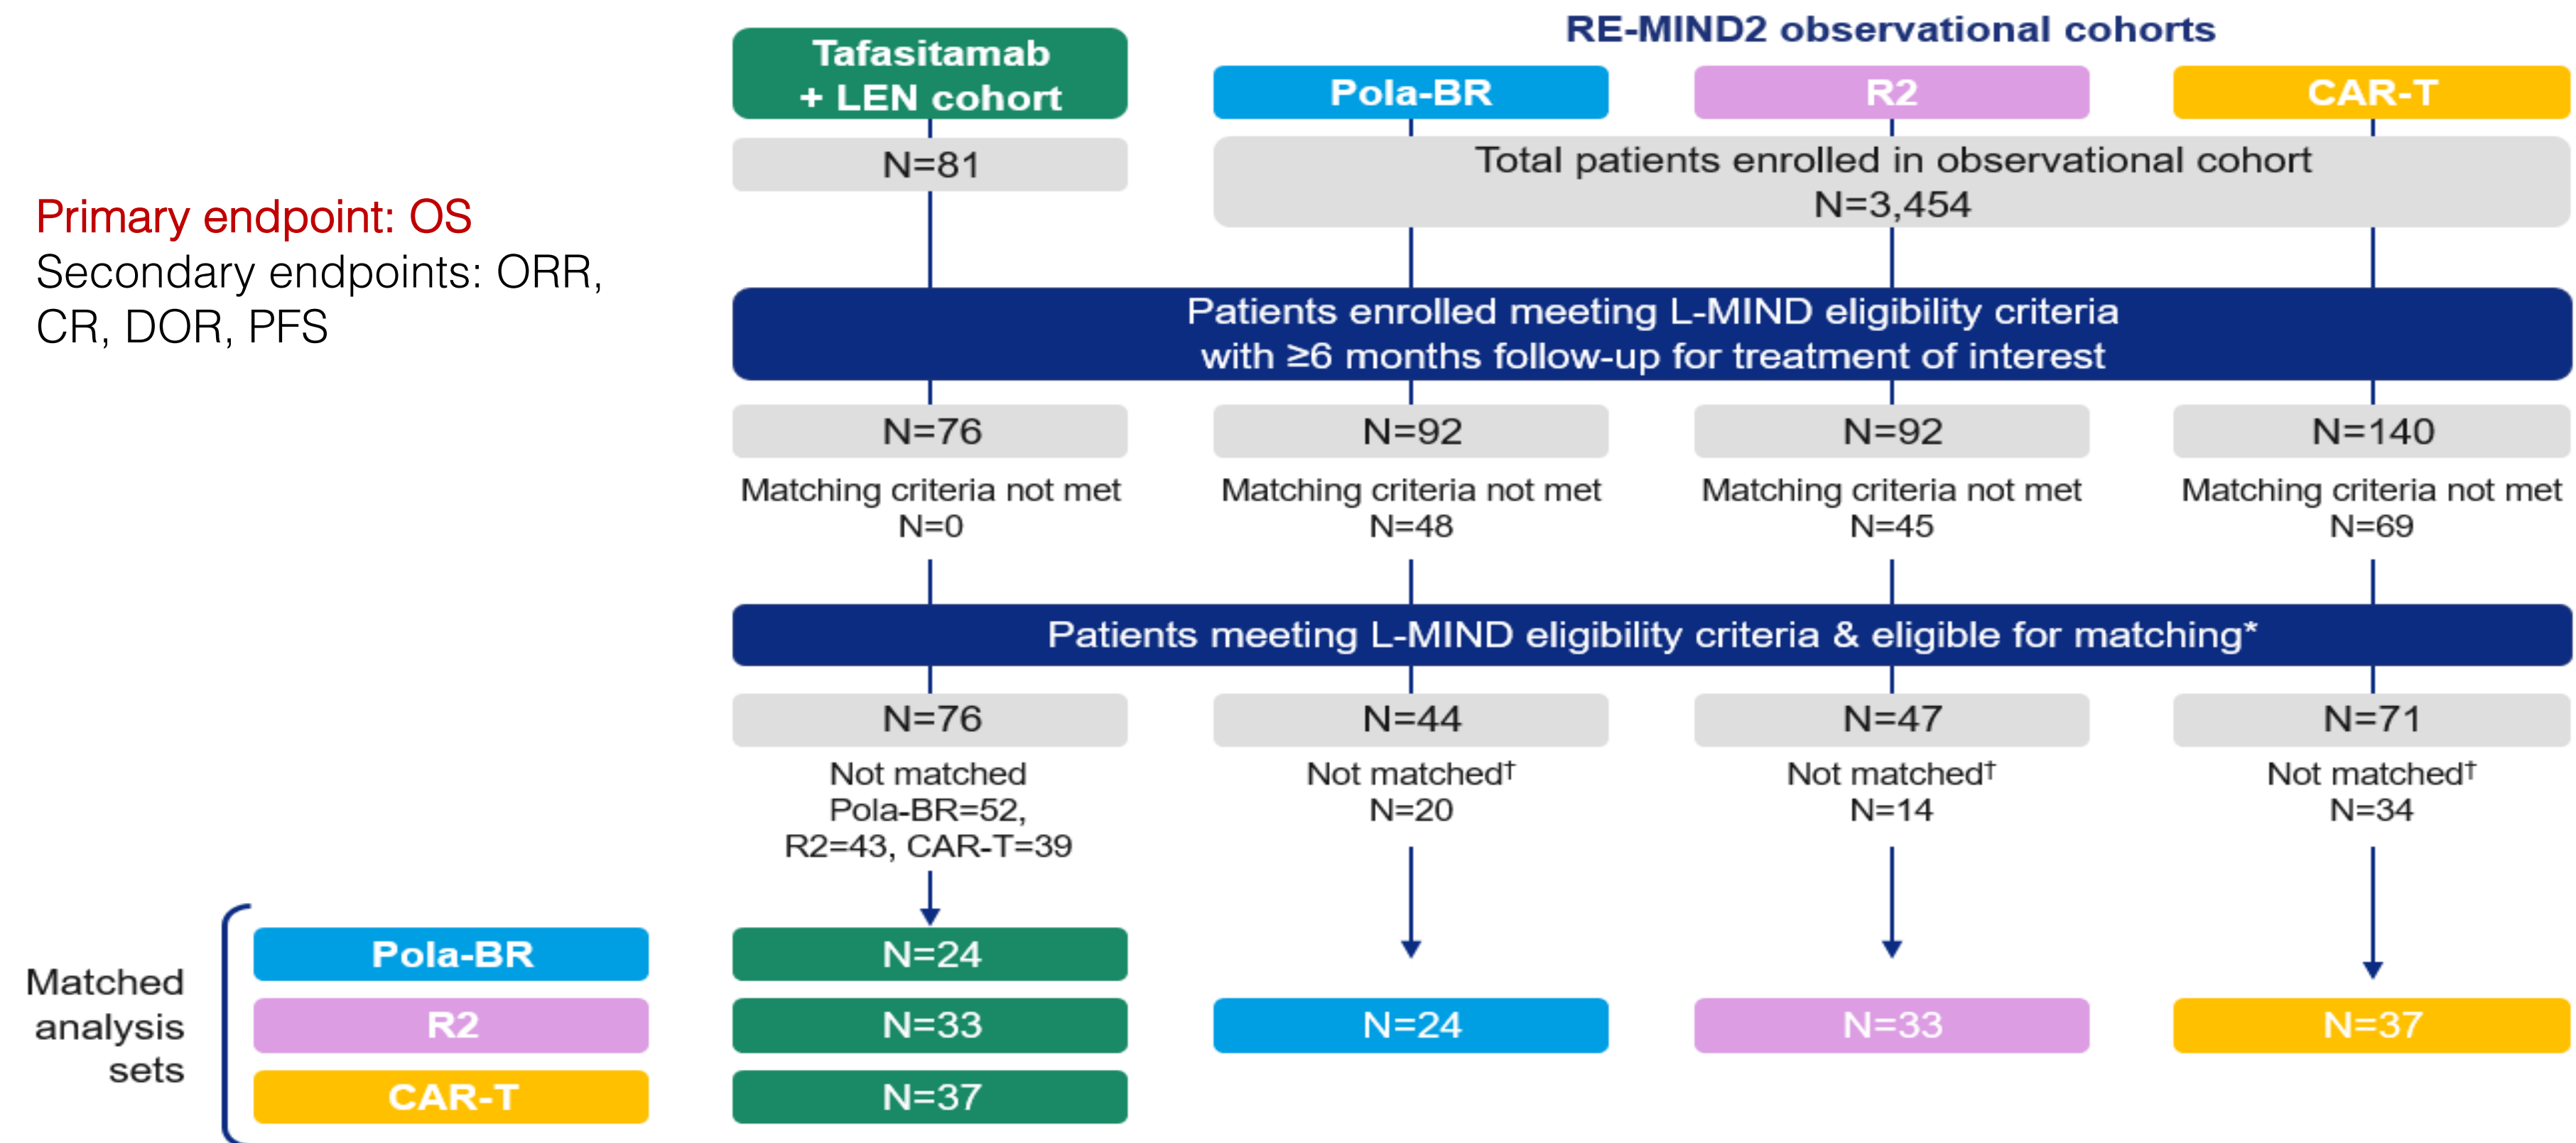 RE-MIND2 observational cohorts
Tafasitamab
+ LEN cohort
Pola-BR
R2
CAR-T
N=81
Total patients enrolled in observational cohort
N=3,454
Primary endpoint: OS
Secondary endpoints: ORR,
CR, DOR, PFS
Patients enrolled meeting L-MIND eligibility criteria
with ≥6 months follow-up for treatment of interest
N=76
N=92
N=92
N=140
Matching criteria not met
N=0
Matching criteria not met
N=48
Matching criteria not met
N=45
Matching criteria not met
N=69
Patients meeting L-MIND eligibility criteria & eligible for matching*
N=76
N=44
N=47
N=71
Not matched
Pola-BR=52,
R2=43, CAR-T=39
Not matched†
N=20
Not matched†
N=14
Not matched†
N=34
Matched
analysis
sets
Pola-BR
N=24
R2
N=33
N=24
N=33
N=37
CAR-T
N=37